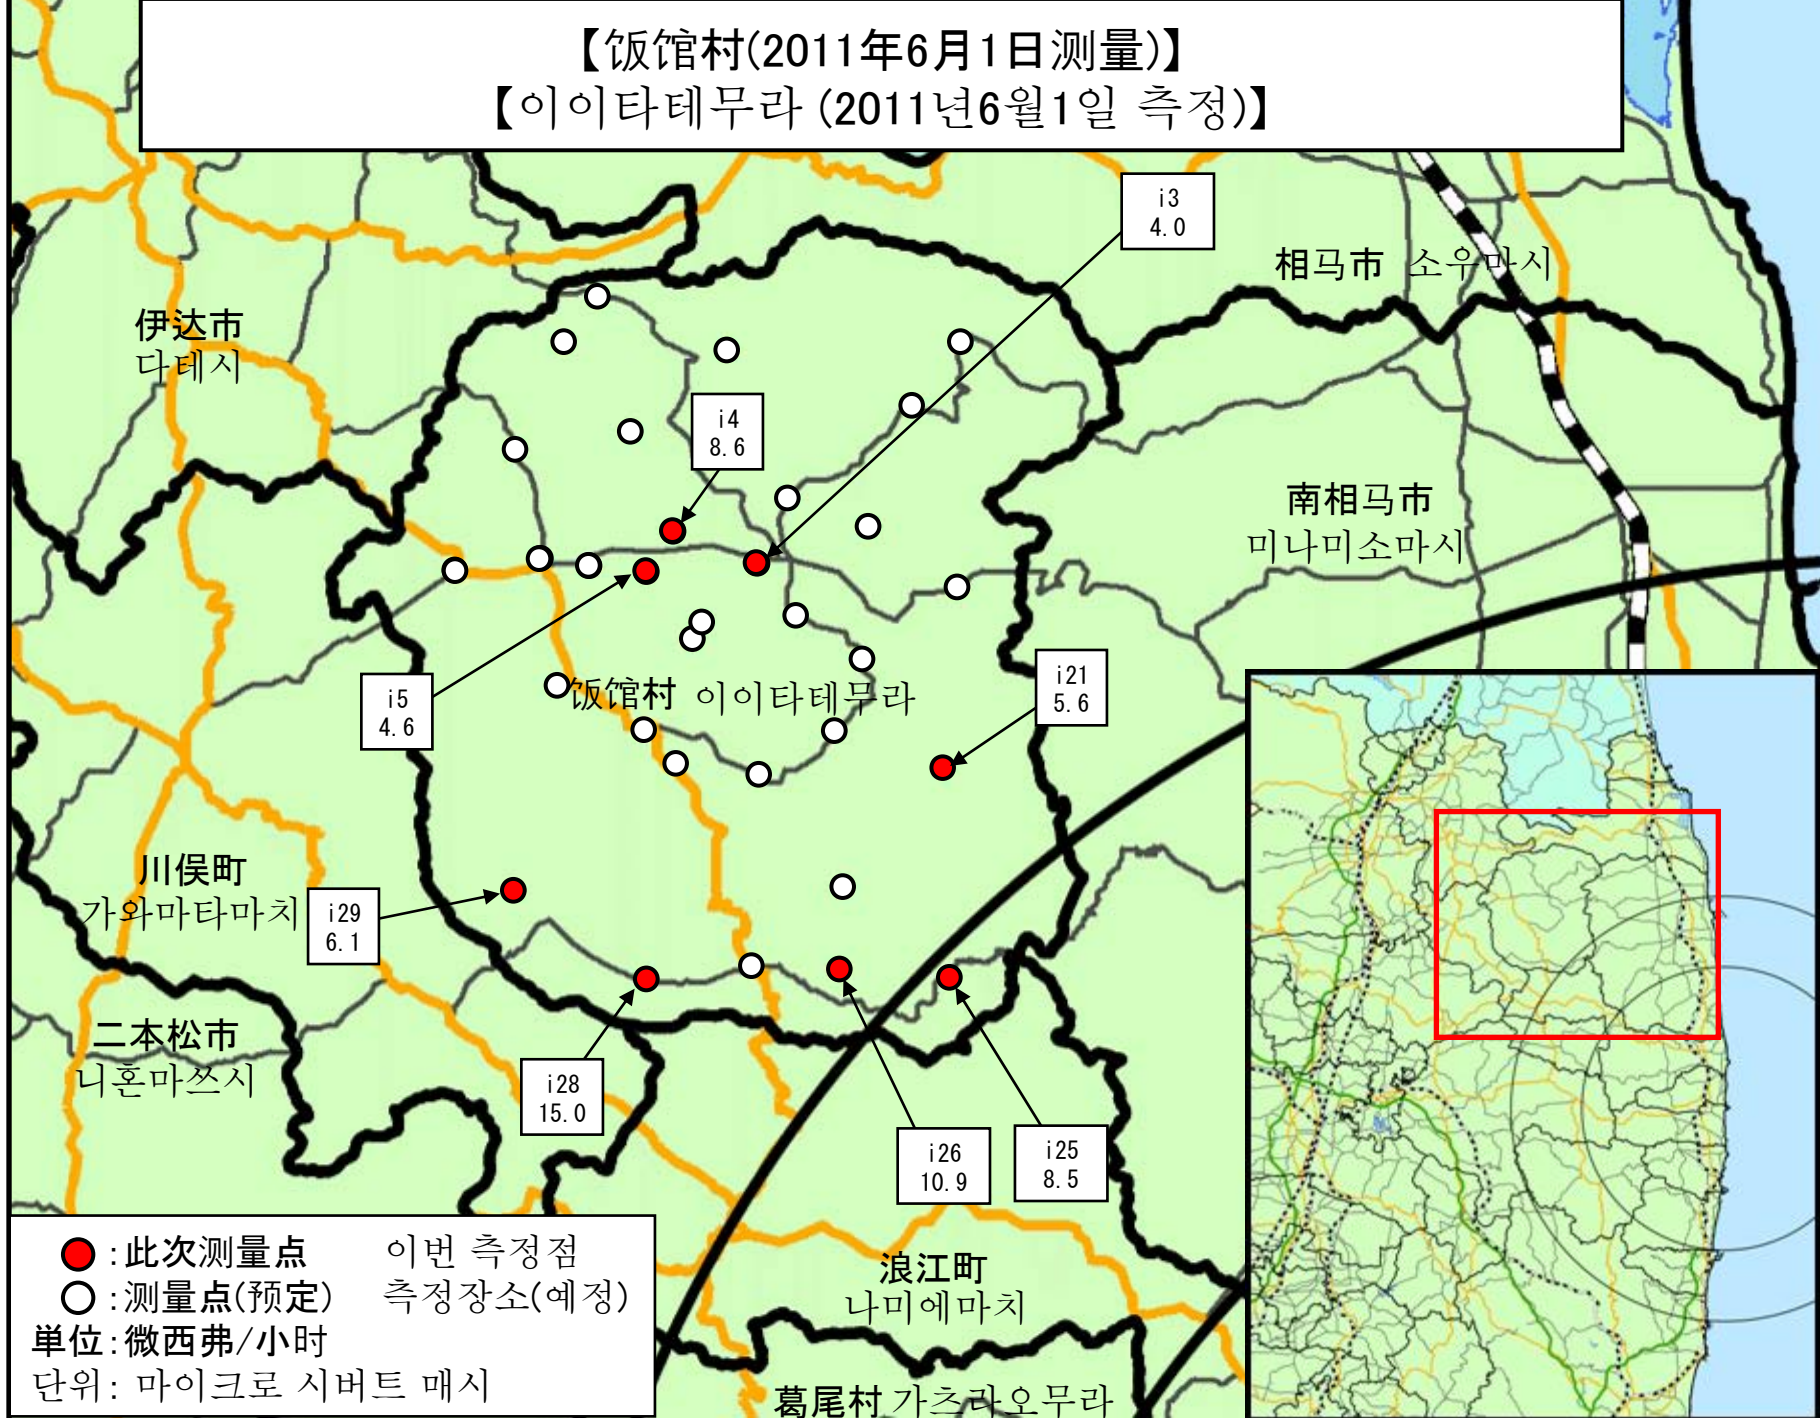 【饭馆村(2011年6月1日测量)】
【이이타테무라 (2011년6월1일 측정)】
i3
4.0
相马市 소우마시
伊达市
다테시
i4
8.6
南相马市
미나미소마시
i5
4.6
饭馆村 이이타테무라
i21
5.6
川俣町
가와마타마치
i29
6.1
二本松市
니혼마쓰시
i28
15.0
i26
10.9
i25
8.5
浪江町
나미에마치
葛尾村 가츠라오무라
:此次测量点 이번 측정점
:测量点(预定) 측정장소(예정)
単位:微西弗/小时
단위: 마이크로 시버트 매시